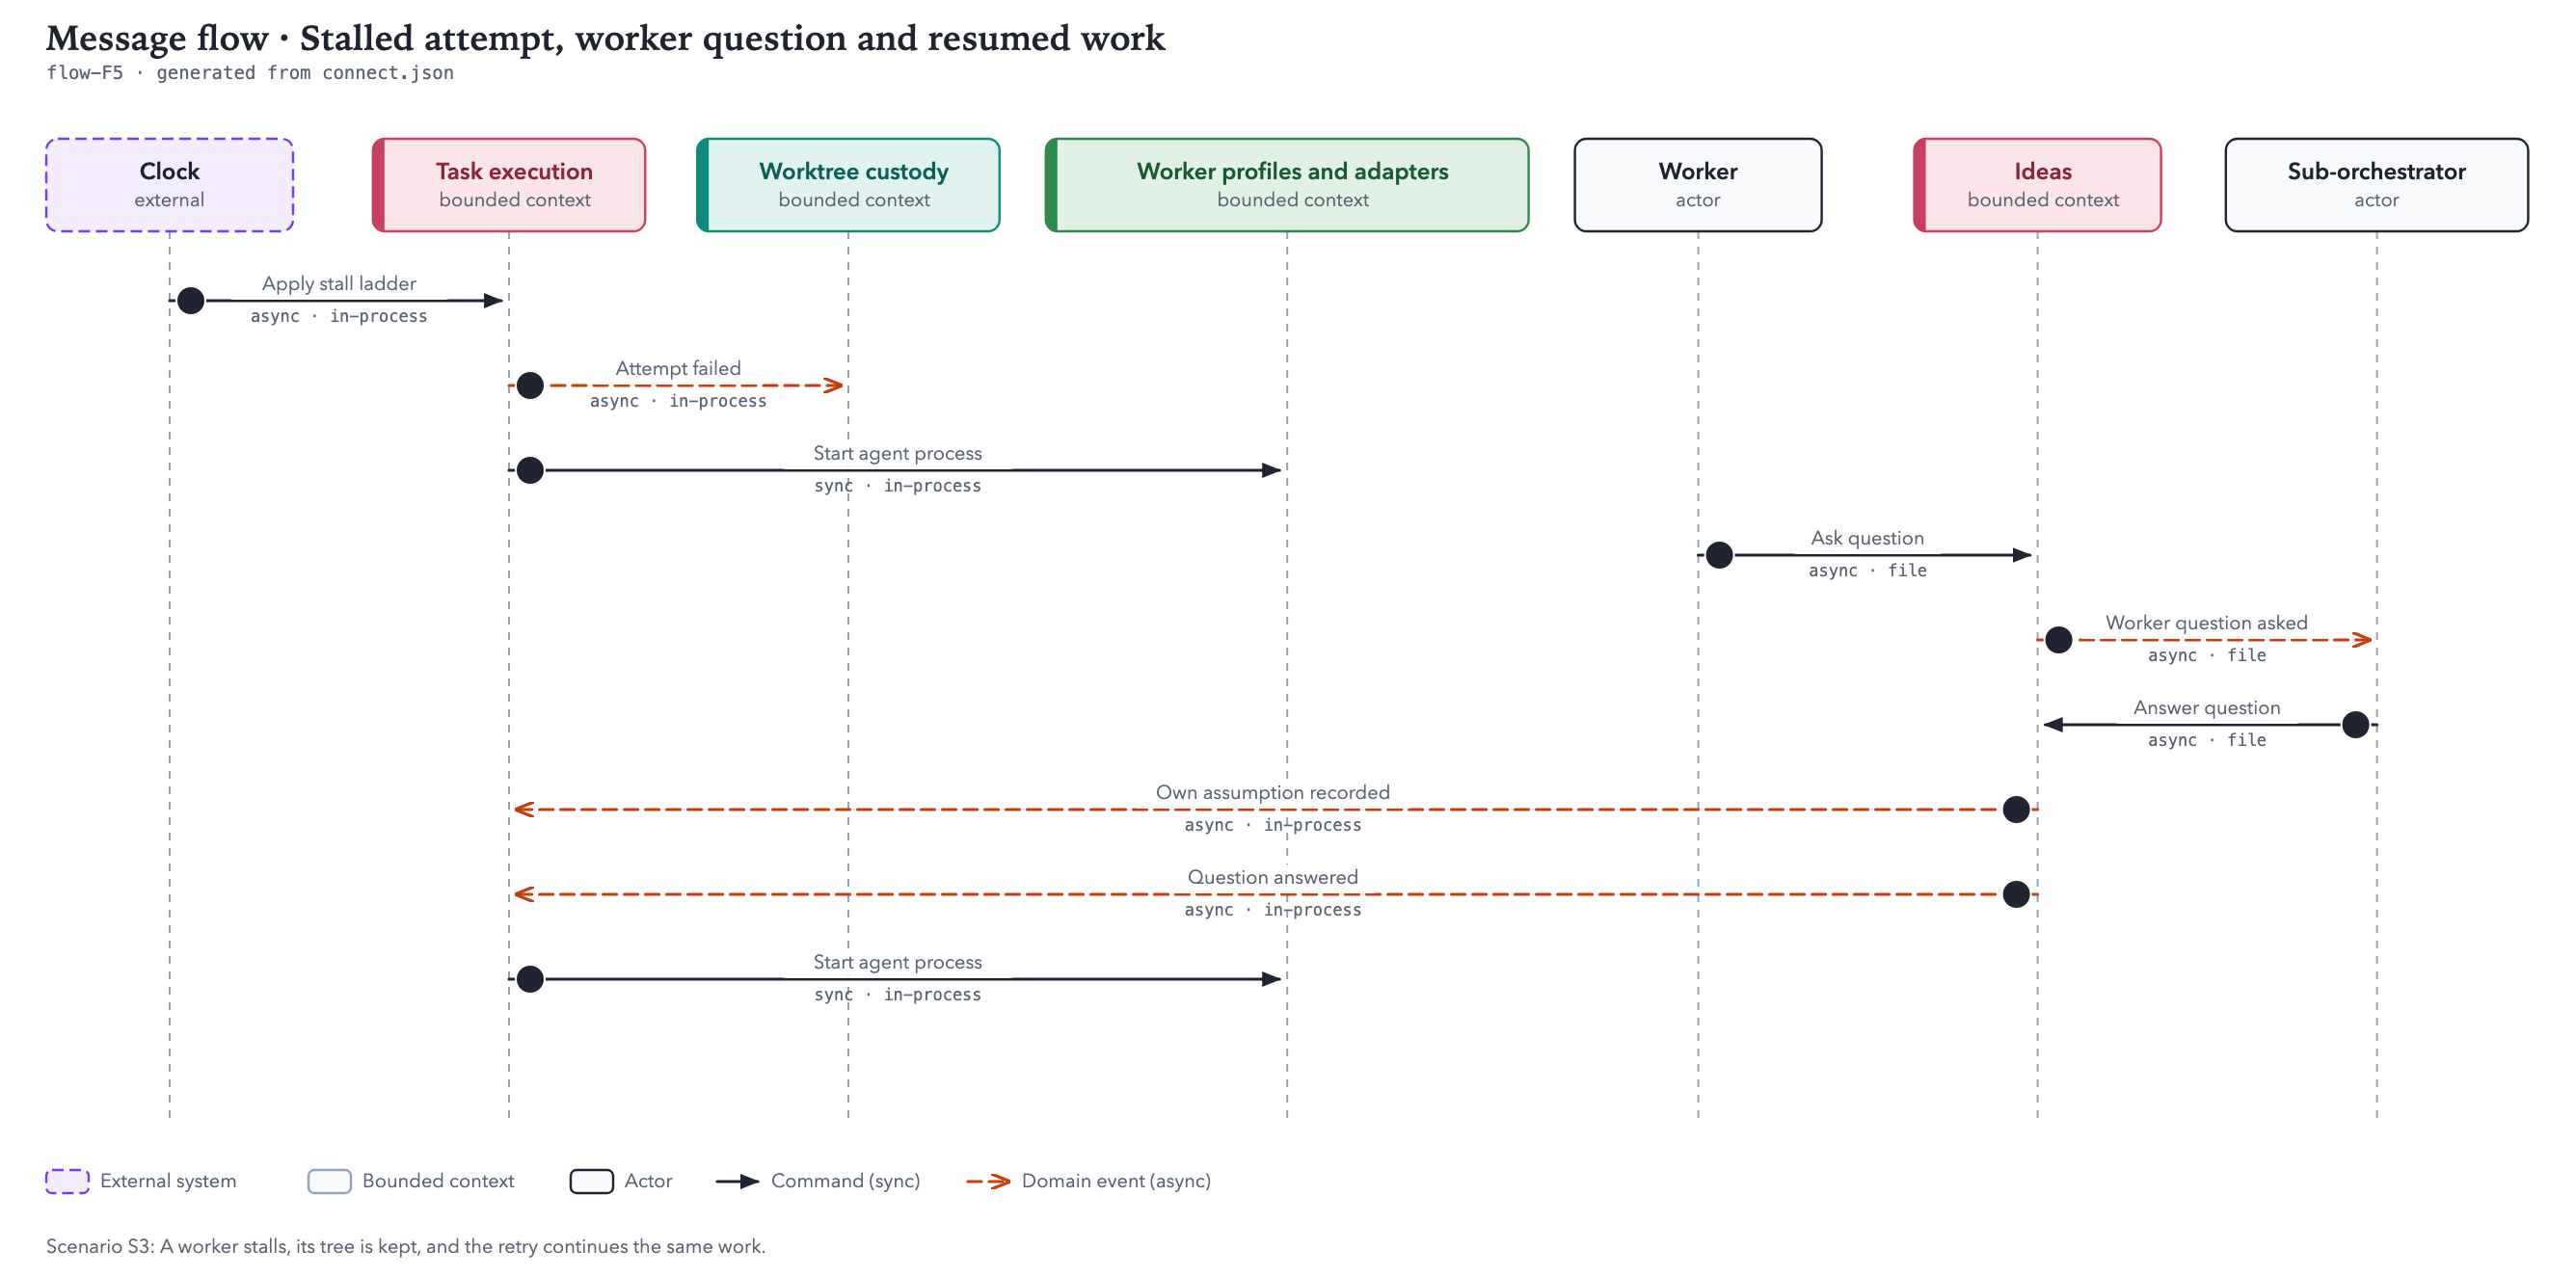 Message flow · Stalled attempt, worker question and resumed work
flow-F5 · generated from connect.json
Clock
external
Task execution
bounded context
Worktree custody
bounded context
Worker profiles and adapters
bounded context
Worker
actor
Ideas
bounded context
Sub-orchestrator
actor
Apply stall ladder
async · in-process
Attempt failed
async · in-process
Start agent process
sync · in-process
Ask question
async · file
Worker question asked
async · file
Answer question
async · file
Own assumption recorded
async · in-process
Question answered
async · in-process
Start agent process
sync · in-process
External system
Bounded context
Actor
Command (sync)
Domain event (async)
Scenario S3: A worker stalls, its tree is kept, and the retry continues the same work.